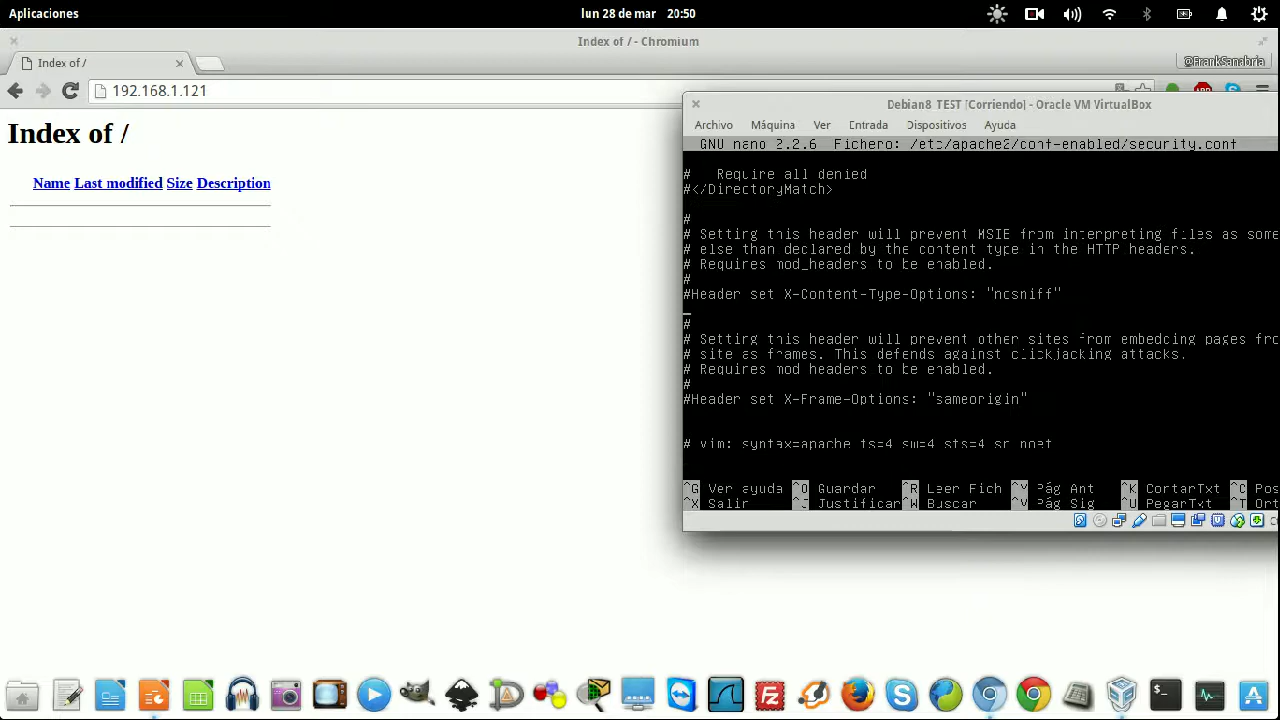 Aplicaciones
lun 28 de mar 20:50
Index of / - Chromium
Index of /
@FrankSanabria
192.168.1.121
Index of /
Name Last modified Size Description
Debian8 TEST [Corriendo] - Oracle VM VirtualBox
Archivo Máquina Ver Entrada Dispositivos Ayuda
GNU nano 2.2.6 Fichero: /etc/apache2/conf-enabled/security.conf
# Require all denied
#</DirectoryMatch>
#
# Setting this header will prevent MSIE from interpreting files as some
# else than declared by the content type in the HTTP headers.
# Requires mod_headers to be enabled.
#
#Header set X-Content-Type-Options: "nosniff"
#
# Setting this header will prevent other sites from embedding pages fro
# site as frames. This defends against clickjacking attacks.
# Requires mod_headers to be enabled.
#
#Header set X-Frame-Options: "sameorigin"
# vim: syntax=apache ts=4 sw=4 sts=4 sr noet
^G Ver ayuda ^O Guardar ^R Leer Fich ^Y Pág Ant ^K CortarTxt ^C Pos
^X Salir ^J Justificar ^W Buscar ^V Pág Sig ^U PegarTxt ^T Ort